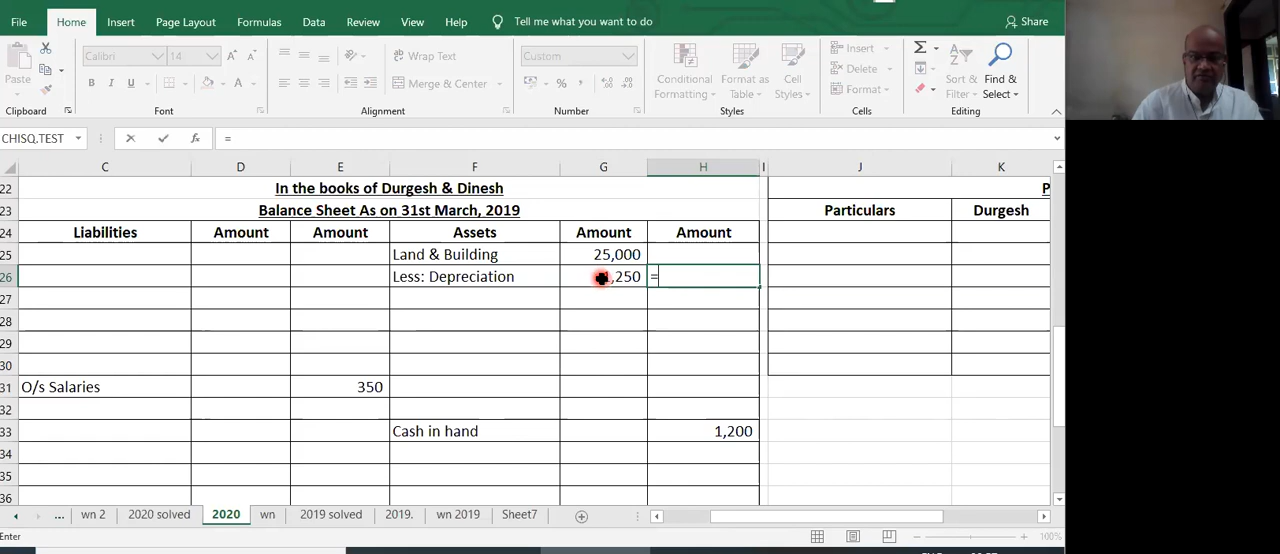 File Home Insert Page Layout Formulas Data Review View Help Tell me what you want to do Share
Calibri 14 A A Wrap Text Custom Insert Σ
Paste B I U A Merge & Center % , Conditional Formatting Format as Table Cell Styles Delete Format Sort & Filter Find & Select
Clipboard Font Alignment Number Styles Cells Editing
CHISQ.TEST fx =
C D E F G H I J K
22 In the books of Durgesh & Dinesh P
23 Balance Sheet As on 31st March, 2019 Particulars Durgesh
24 Liabilities Amount Amount Assets Amount Amount
25 Land & Building 25,000
26 Less: Depreciation ,250 =
27
28
29
30
31 O/s Salaries 350
32
33 Cash in hand 1,200
34
35
36
... wn 2 2020 solved 2020 wn 2019 solved 2019. wn 2019 Sheet7
Enter 100%